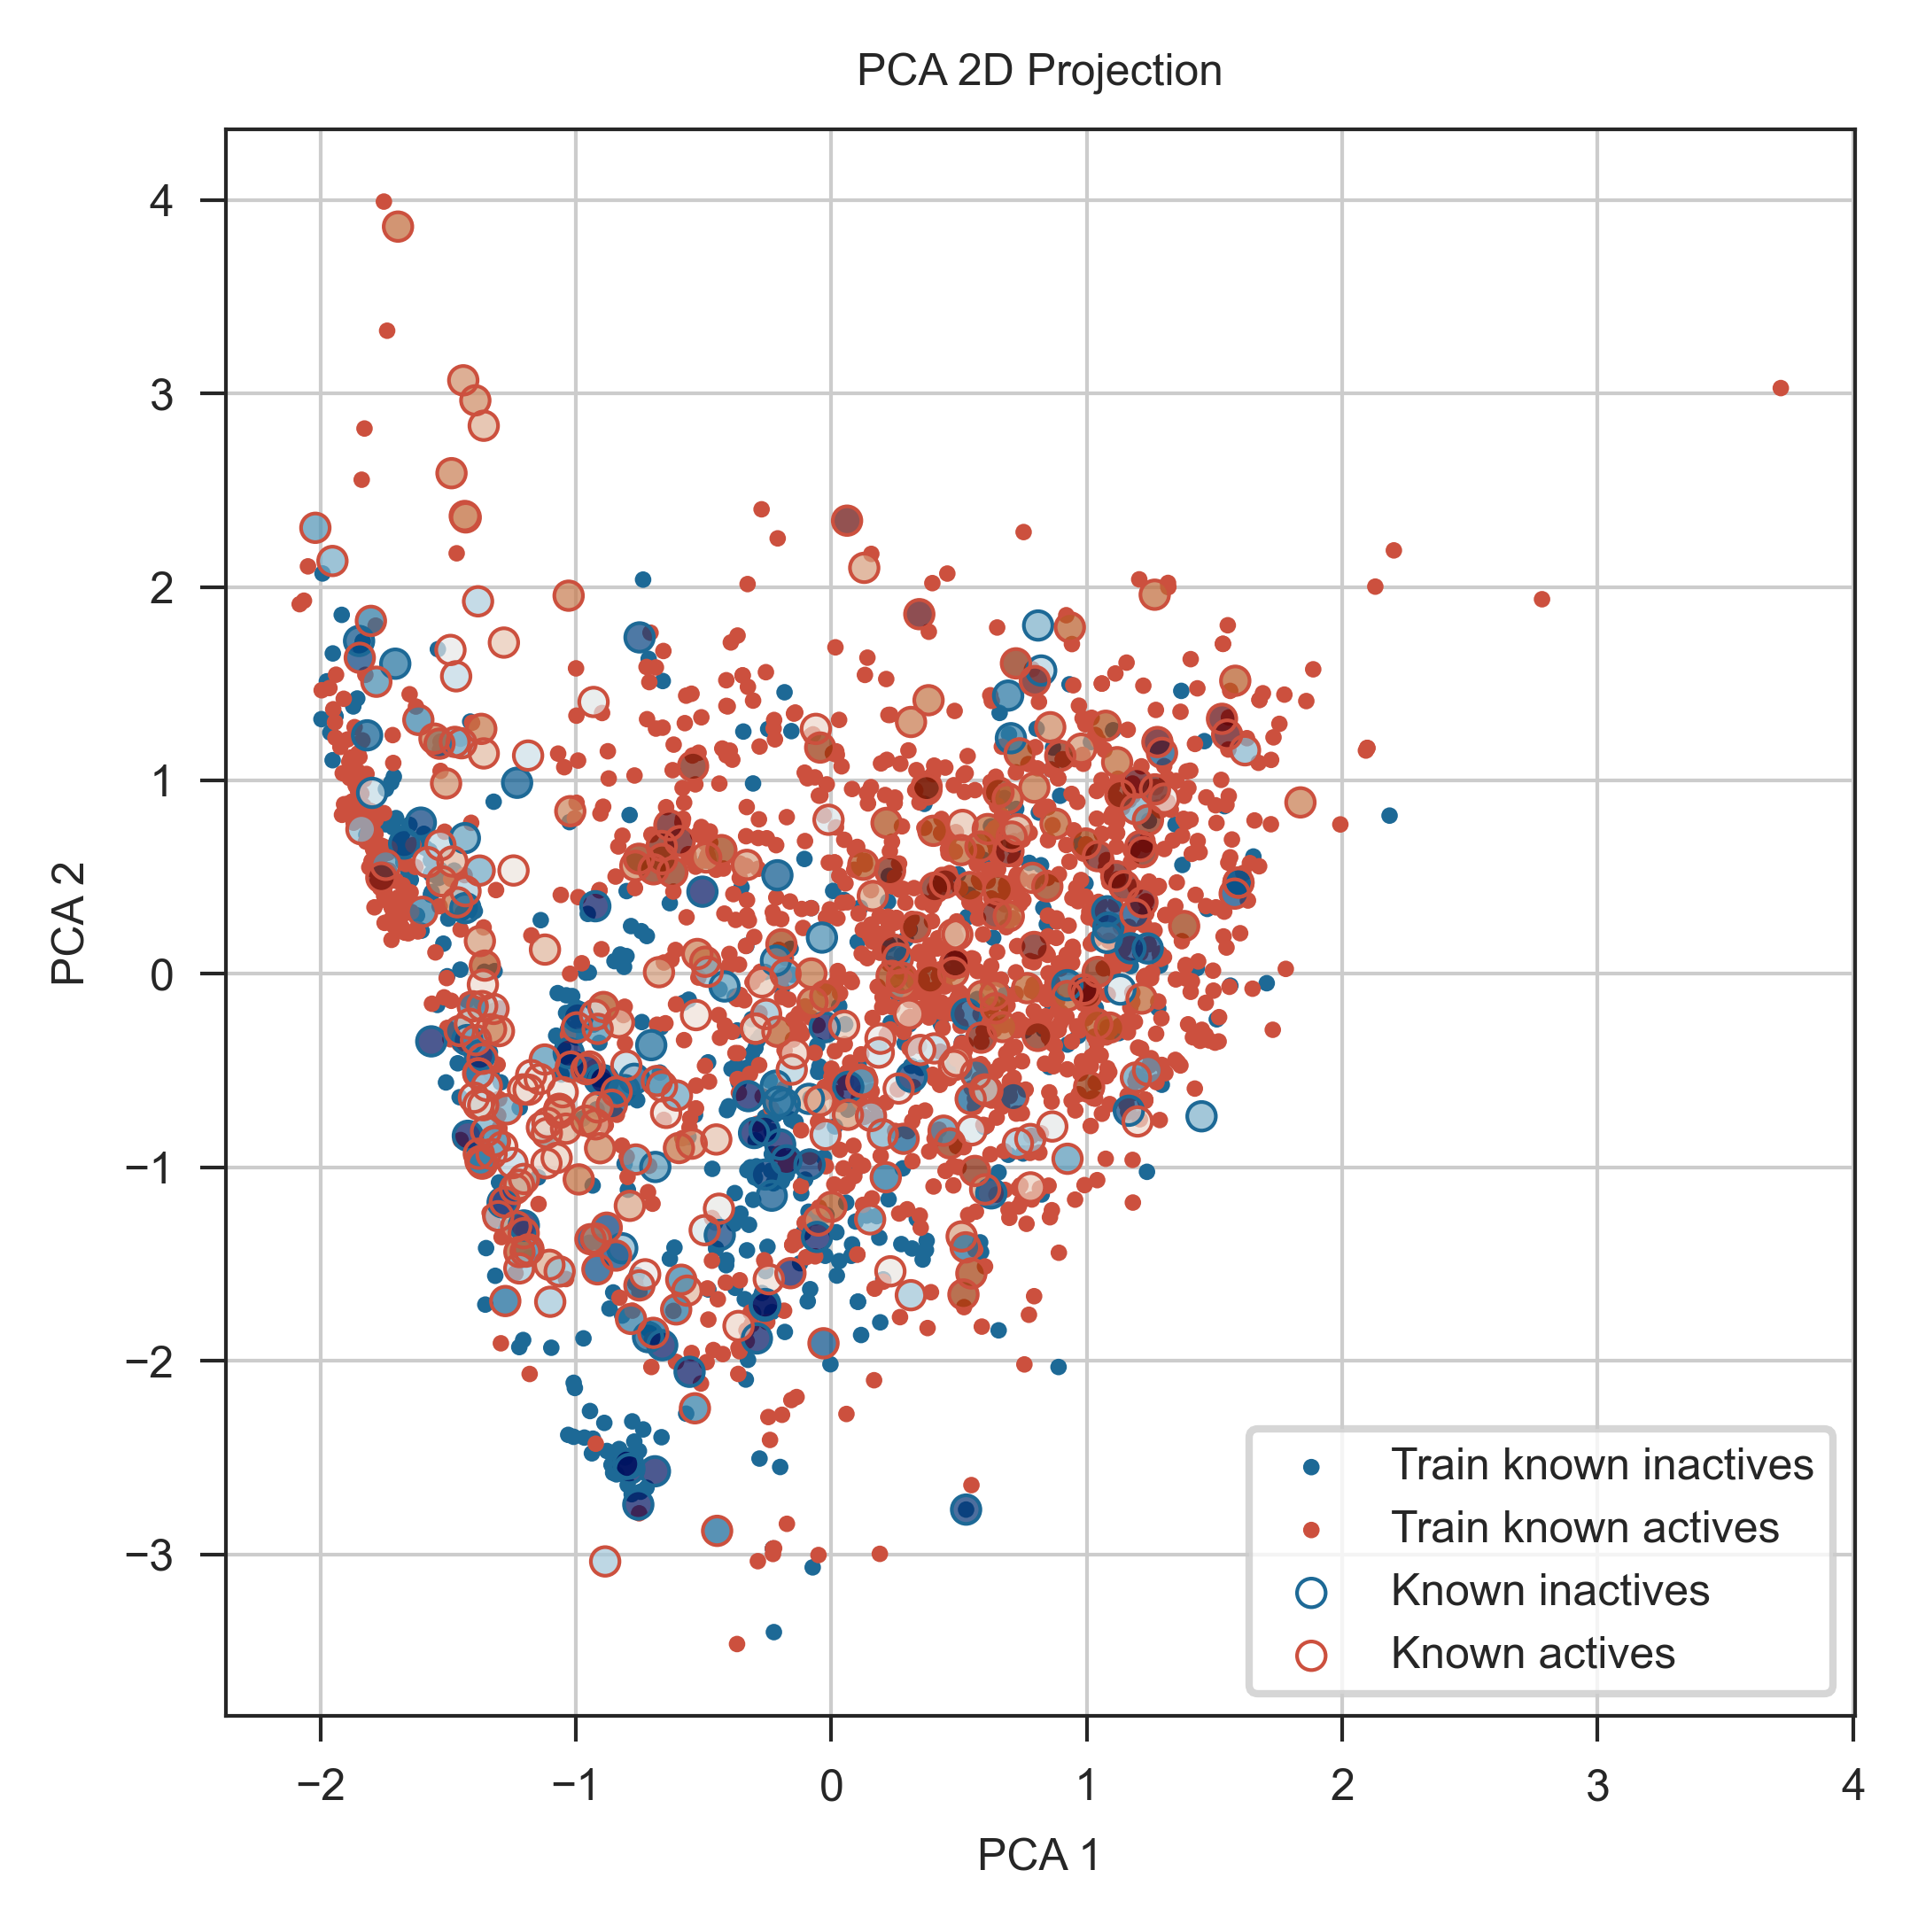 PCA 2D Projection
4
3
2
1
0
−1
−2
−3
PCA 2
−2
−1
0
1
2
3
4
PCA 1
Train known inactives
Train known actives
Known inactives
Known actives